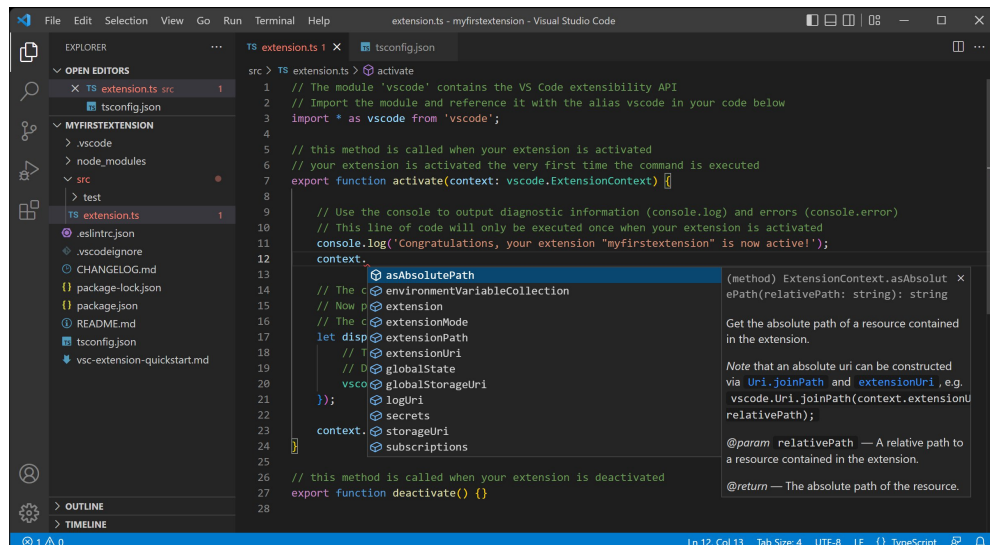 File Edit Selection View Go Run Terminal Help
extension.ts - myfirstextension - Visual Studio Code
EXPLORER
OPEN EDITORS
TS extension.ts src 1
tsconfig.json
MYFIRSTEXTENSION
.vscode
node_modules
src
test
TS extension.ts 1
.eslintrc.json
.vscodeignore
CHANGELOG.md
{} package-lock.json
{} package.json
README.md
tsconfig.json
vsc-extension-quickstart.md
OUTLINE
TIMELINE
TS extension.ts 1
tsconfig.json
src > TS extension.ts > activate
1 // The module 'vscode' contains the VS Code extensibility API
2 // Import the module and reference it with the alias vscode in your code below
3 import * as vscode from 'vscode';
4
5 // this method is called when your extension is activated
6 // your extension is activated the very first time the command is executed
7 export function activate(context: vscode.ExtensionContext) {
8
9 // Use the console to output diagnostic information (console.log) and errors (console.error)
10 // This line of code will only be executed once when your extension is activated
11 console.log('Congratulations, your extension "myfirstextension" is now active!');
12 context.
13
14 // The c
15 // Now p
16 // The c
17 let disp
18 // T
19 // D
20 vsco
21 });
22
23 context.
24 }
25
26 // this method is called when your extension is deactivated
27 export function deactivate() {}
28
asAbsolutePath
environmentVariableCollection
extension
extensionMode
extensionPath
extensionUri
globalState
globalStorageUri
logUri
secrets
storageUri
subscriptions
(method) ExtensionContext.asAbsolut
ePath(relativePath: string): string
Get the absolute path of a resource contained
in the extension.
Note that an absolute uri can be constructed
via Uri.joinPath and extensionUri , e.g.
vscode.Uri.joinPath(context.extensionU
relativePath);
@param relativePath — A relative path to
a resource contained in the extension.
@return — The absolute path of the resource.
1 0
Ln 12, Col 13 Tab Size: 4 UTF-8 LF {} TypeScript